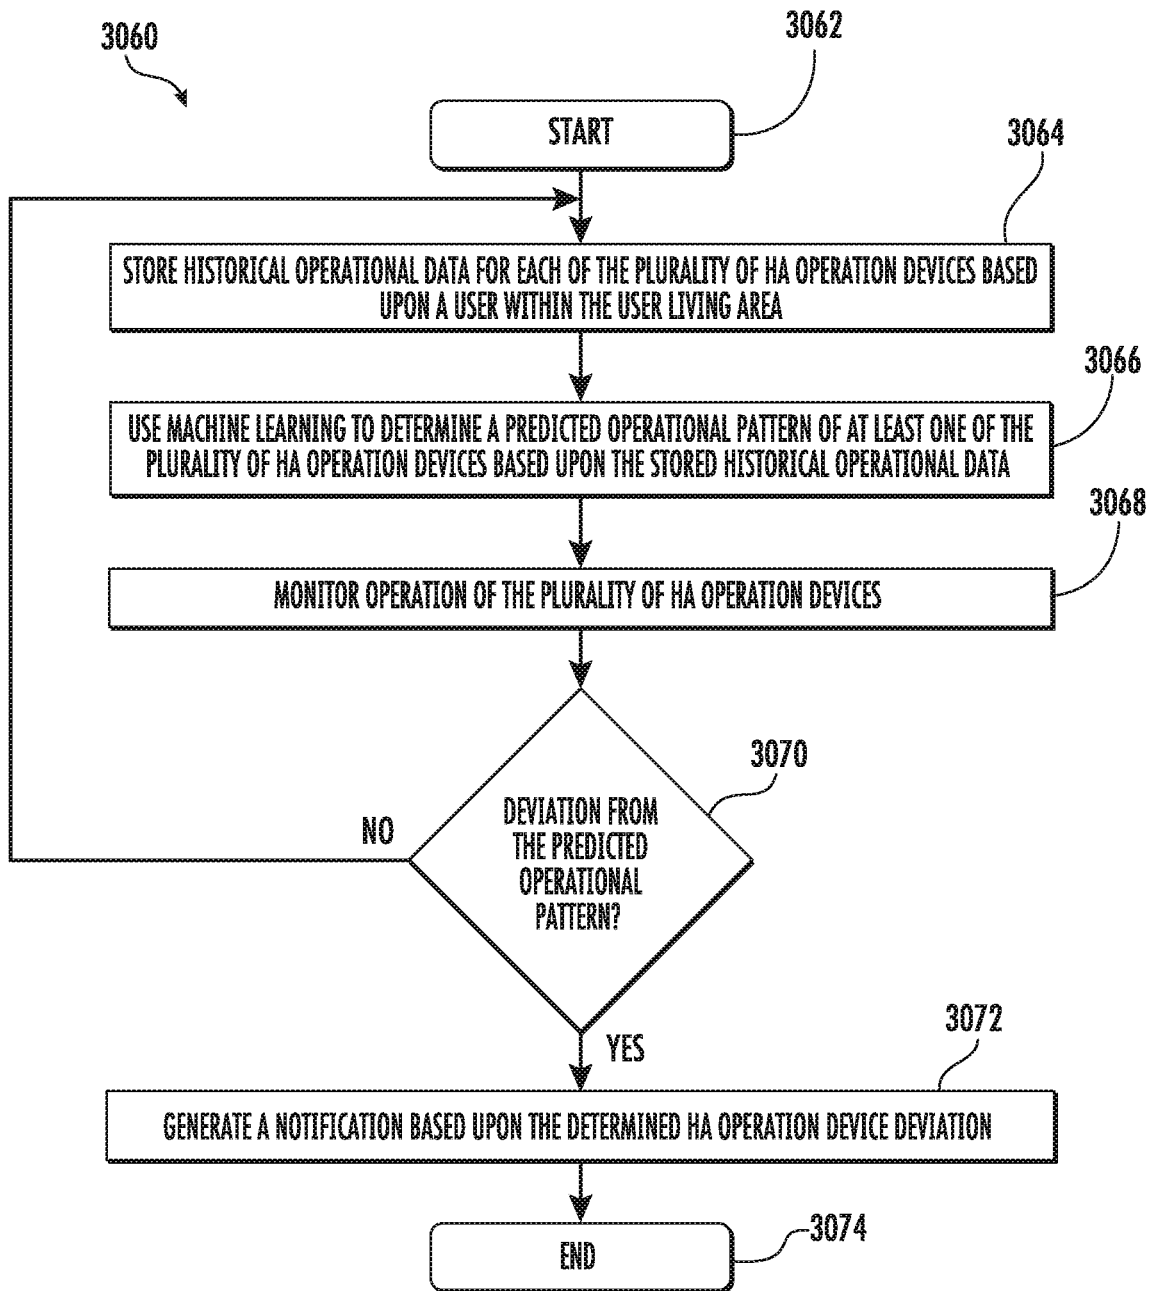 3060
3062
START
3064
STORE HISTORICAL OPERATIONAL DATA FOR EACH OF THE PLURALITY OF HA OPERATION DEVICES BASED
UPON A USER WITHIN THE USER LIVING AREA
3066
USE MACHINE LEARNING TO DETERMINE A PREDICTED OPERATIONAL PATTERN OF AT LEAST ONE OF THE
PLURALITY OF HA OPERATION DEVICES BASED UPON THE STORED HISTORICAL OPERATIONAL DATA
3068
MONITOR OPERATION OF THE PLURALITY OF HA OPERATION DEVICES
3070
DEVIATION FROM
THE PREDICTED
OPERATIONAL
PATTERN?
NO
YES
3072
GENERATE A NOTIFICATION BASED UPON THE DETERMINED HA OPERATION DEVICE DEVIATION
END
3074